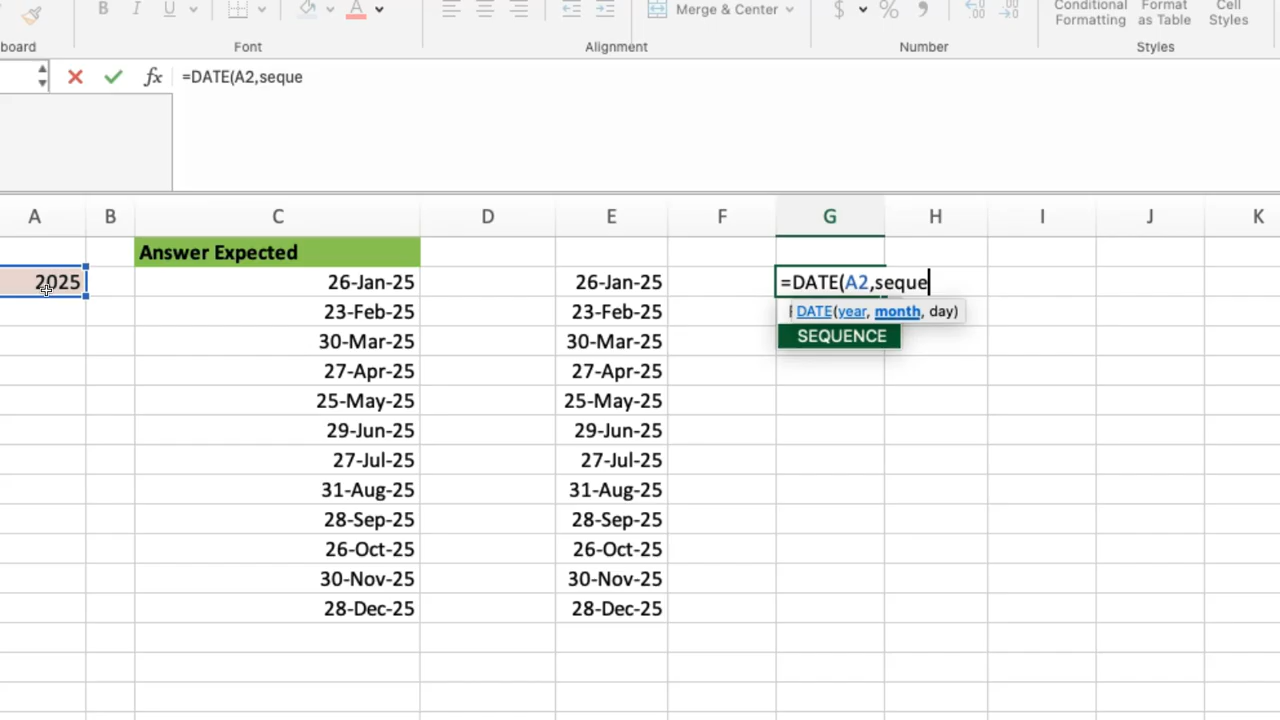 B I U A Merge & Center $ % Conditional Formatting Format as Table Cell Styles
board Font Alignment Number Styles
fx =DATE(A2,seque
A B C D E F G H I J K
Answer Expected
2025 26-Jan-25 26-Jan-25 =DATE(A2,seque
23-Feb-25 23-Feb-25 DATE(year, month, day)
30-Mar-25 30-Mar-25 SEQUENCE
27-Apr-25 27-Apr-25
25-May-25 25-May-25
29-Jun-25 29-Jun-25
27-Jul-25 27-Jul-25
31-Aug-25 31-Aug-25
28-Sep-25 28-Sep-25
26-Oct-25 26-Oct-25
30-Nov-25 30-Nov-25
28-Dec-25 28-Dec-25